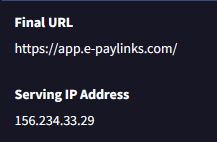 Final URL
https://app.e-paylinks.com/
Serving IP Address
156.234.33.29